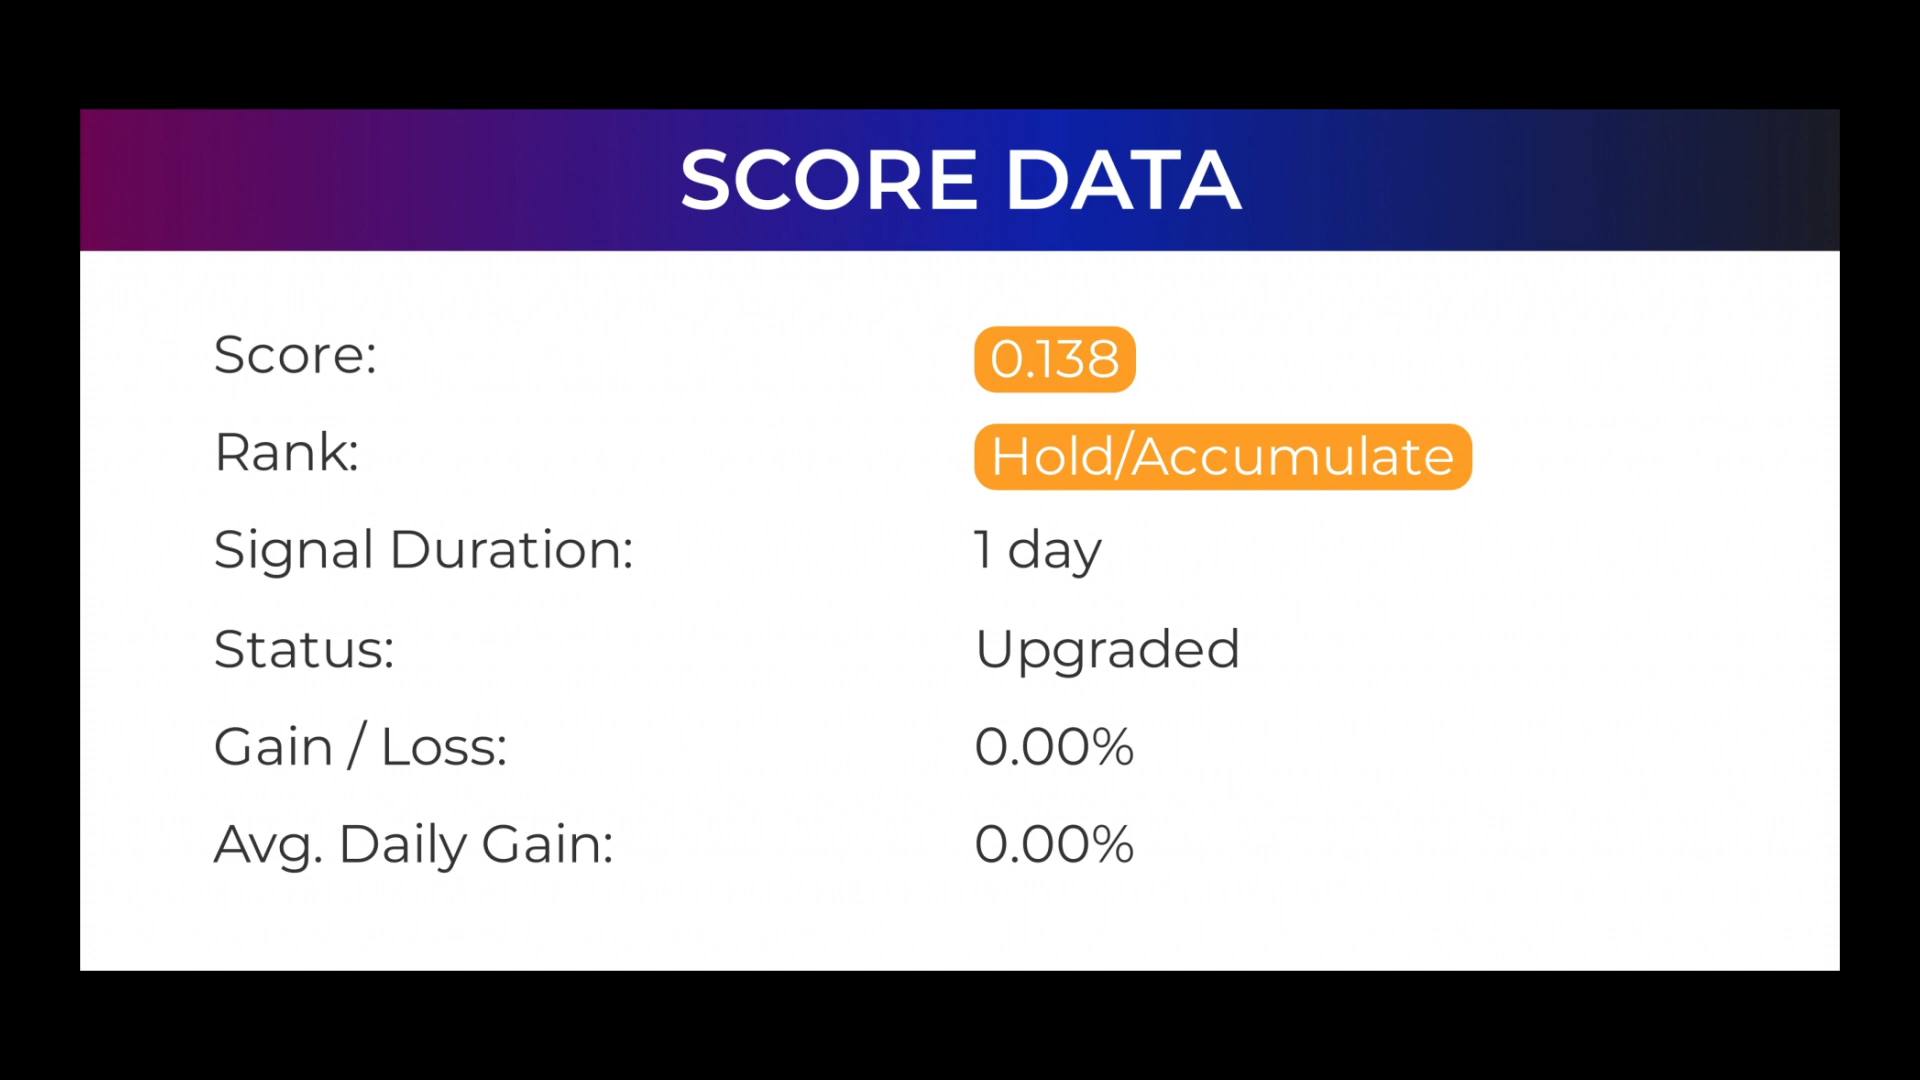 SCORE DATA
Score: 0.138
Rank: Hold/Accumulate
Signal Duration: 1 day
Status: Upgraded
Gain / Loss: 0.00%
Avg. Daily Gain: 0.00%